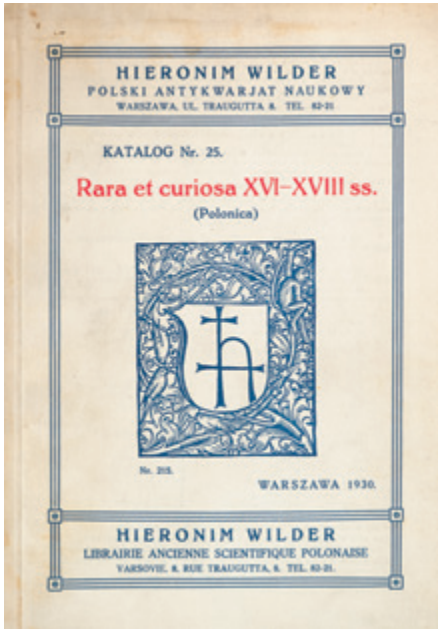 HIERONIM WILDER
POLSKI ANTYKWARJAT NAUKOWY
WARSZAWA, UL. TRAUGUTTA 8. TEL. 82-21
KATALOG Nr. 25.
Rara et curiosa XVI–XVIII ss.
(Polonica)
h
Nr. 215.
WARSZAWA 1930.
HIERONIM WILDER
LIBRAIRIE ANCIENNE SCIENTIFIQUE POLONAISE
VARSOVIE, 8, RUE TRAUGUTTA, 8. TEL. 82-21.